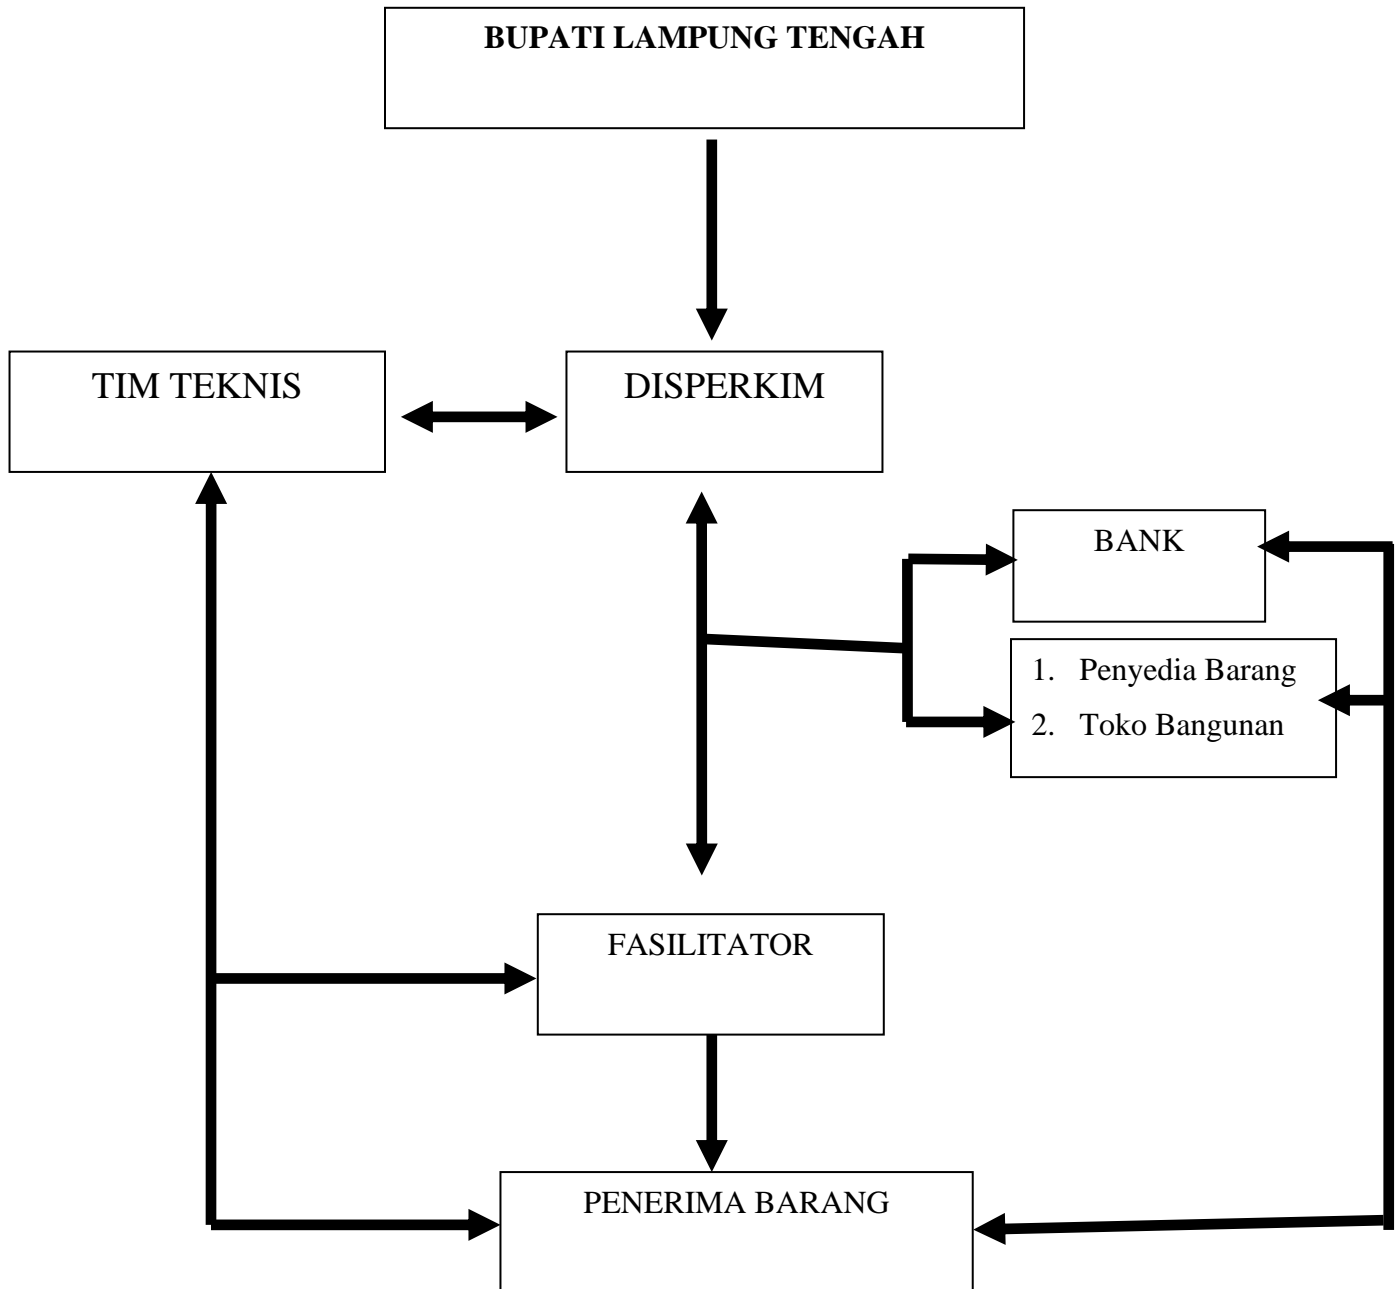 BUPATI LAMPUNG TENGAH
TIM TEKNIS
DISPERKIM
BANK
1. Penyedia Barang
2. Toko Bangunan
FASILITATOR
PENERIMA BARANG